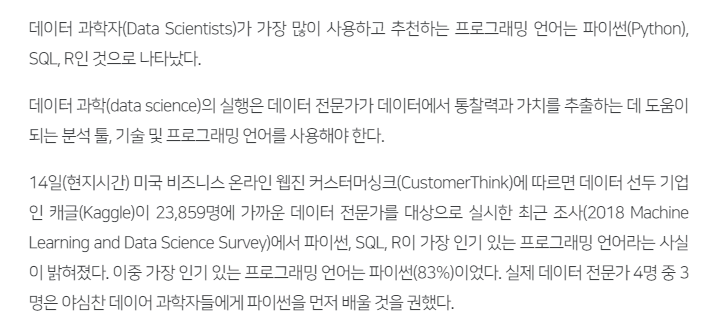 데이터 과학자(Data Scientists)가 가장 많이 사용하고 추천하는 프로그래밍 언어는 파이썬(Python),
SQL, R인 것으로 나타났다.
데이터 과학(data science)의 실행은 데이터 전문가가 데이터에서 통찰력과 가치를 추출하는 데 도움이
되는 분석 툴, 기술 및 프로그래밍 언어를 사용해야 한다.
14일(현지시간) 미국 비즈니스 온라인 웹진 커스터머싱크(CustomerThink)에 따르면 데이터 선두 기업
인 캐글(Kaggle)이 23,859명에 가까운 데이터 전문가를 대상으로 실시한 최근 조사(2018 Machine
Learning and Data Science Survey)에서 파이썬, SQL, R이 가장 인기 있는 프로그래밍 언어라는 사실
이 밝혀졌다. 이중 가장 인기 있는 프로그래밍 언어는 파이썬(83%)이었다. 실제 데이터 전문가 4명 중 3
명은 야심찬 데이어 과학자들에게 파이썬을 먼저 배울 것을 권했다.